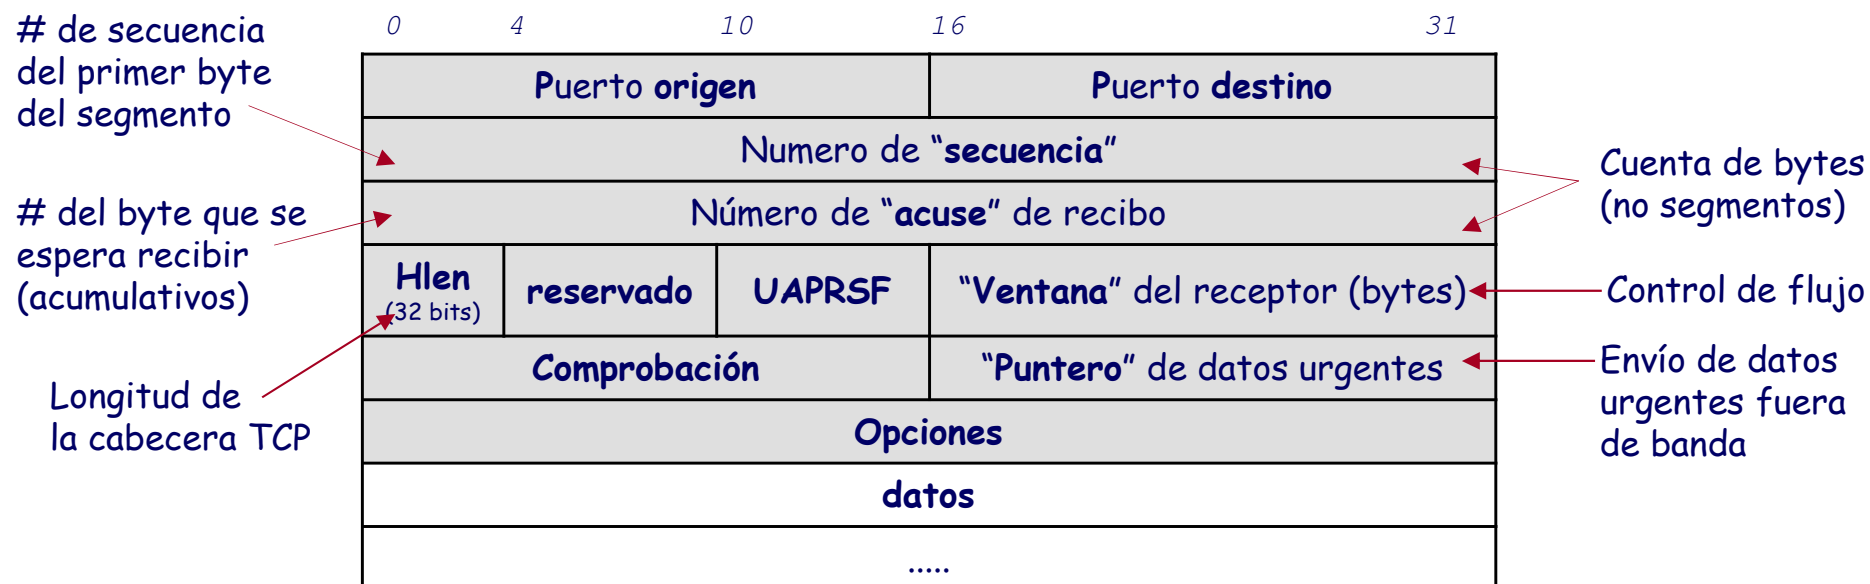 # de secuencia
del primer byte
del segmento
# del byte que se
espera recibir
(acumulativos)
Longitud de
la cabecera TCP
0 4 10 16 31
Puerto origen Puerto destino
Numero de “secuencia”
Número de “acuse” de recibo
Hlen
(32 bits)
reservado
UAPRSF
“Ventana” del receptor (bytes)
Comprobación “Puntero” de datos urgentes
Opciones
datos
.....
Cuenta de bytes
(no segmentos)
Control de flujo
Envío de datos
urgentes fuera
de banda